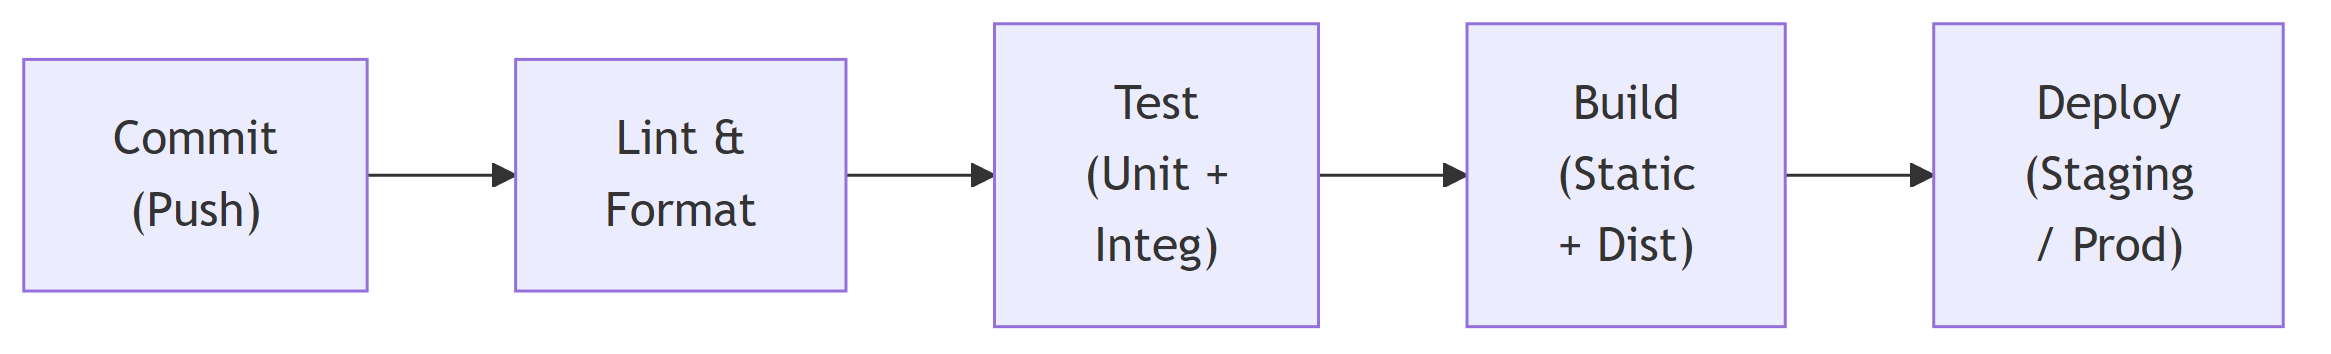 Commit
(Push)
Lint &
Format
Test
(Unit +
Integ)
Build
(Static
+ Dist)
Deploy
(Staging
/ Prod)